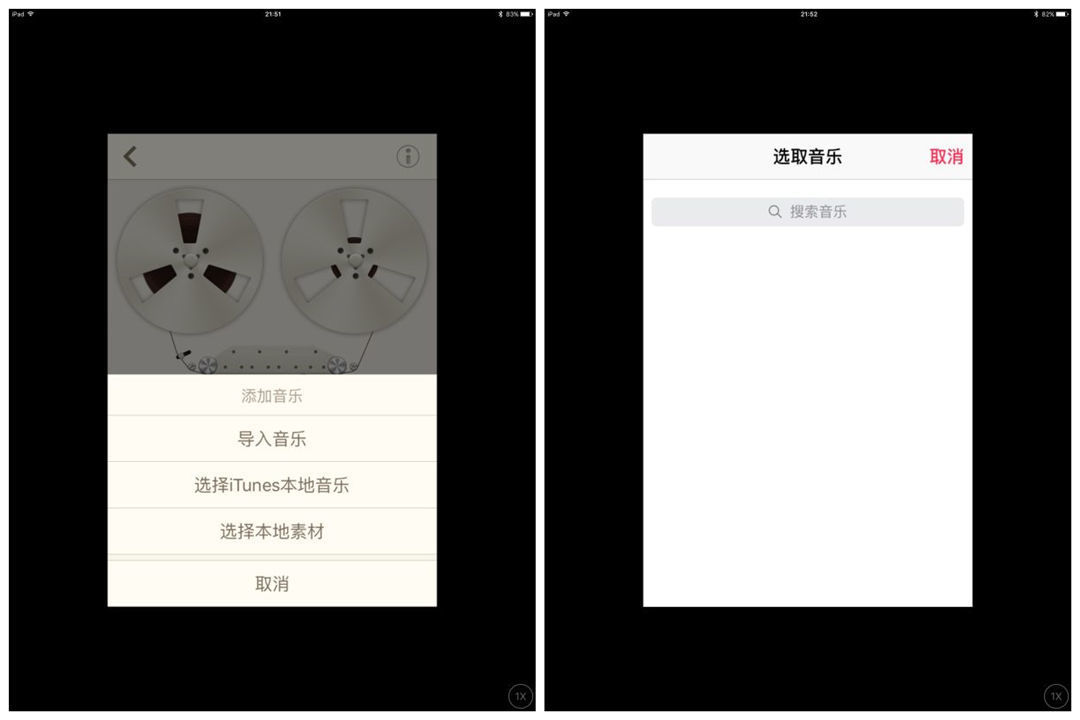 iPad
21:51
83%
添加音乐
导入音乐
选择iTunes本地音乐
选择本地素材
取消
1X
iPad
21:52
82%
选取音乐
取消
搜索音乐
1X